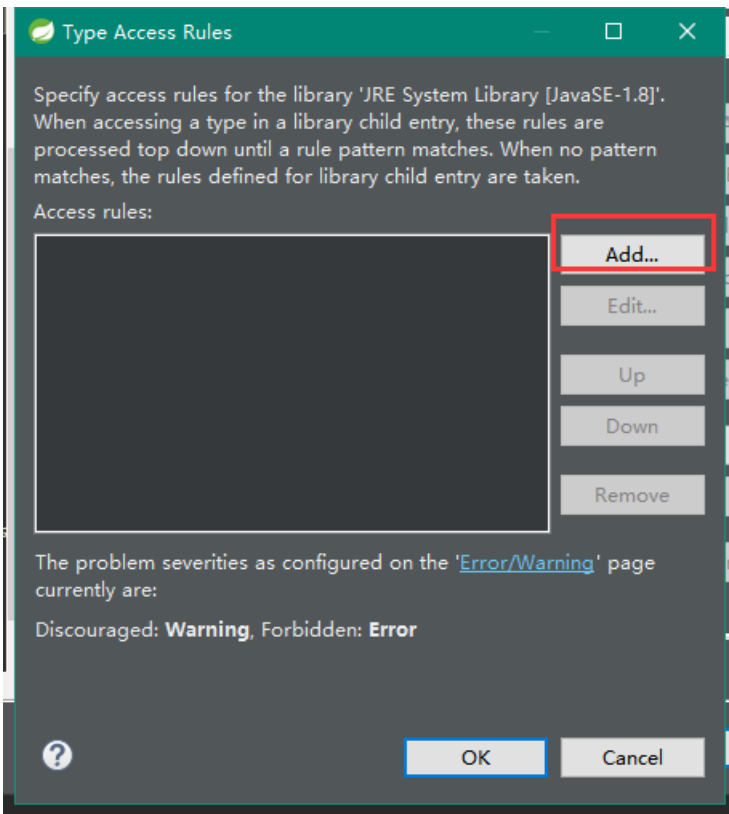 Type Access Rules
Specify access rules for the library 'JRE System Library [JavaSE-1.8]'.
When accessing a type in a library child entry, these rules are
processed top down until a rule pattern matches. When no pattern
matches, the rules defined for library child entry are taken.
Access rules:
Add...
Edit...
Up
Down
Remove
The problem severities as configured on the 'Error/Warning' page
currently are:
Discouraged: Warning, Forbidden: Error
?
OK
Cancel